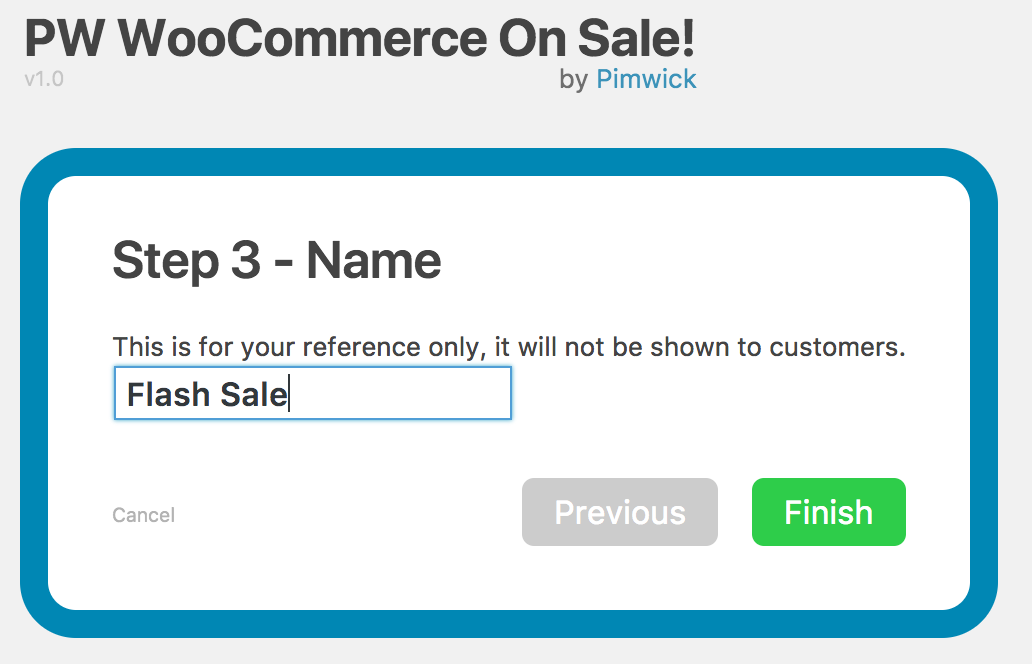 PW WooCommerce On Sale!
v1.0 by Pimwick
Step 3 - Name
This is for your reference only, it will not be shown to customers.
Flash Sale
Cancel Previous Finish